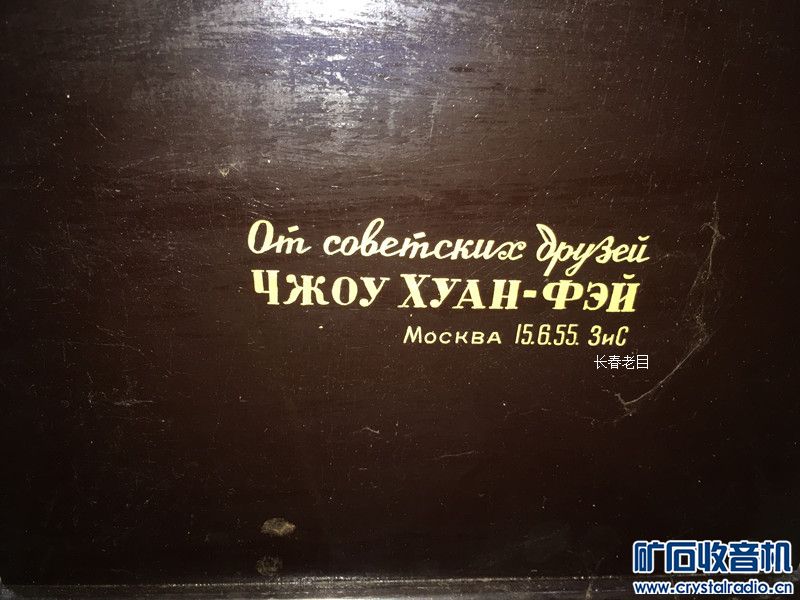 От советских друзей
ЧЖОУ ХУАН-ФЭЙ
Москва 15.6.55. ЗиС
长春老目
矿石收音机
www.crystalradio.cn